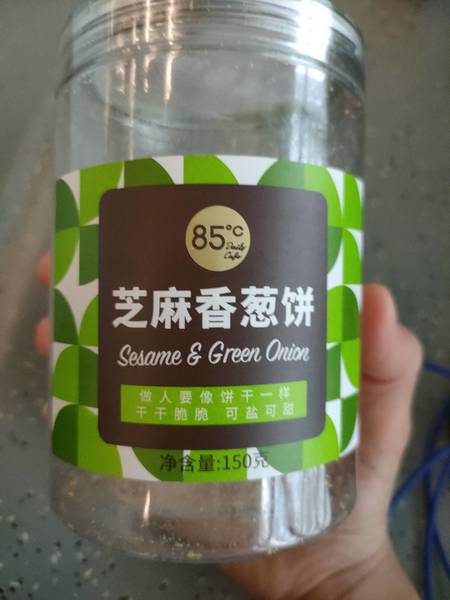 85°C
Daily
Cafe
芝麻香葱饼
Sesame & Green Onion
做人要像饼干一样
干干脆脆 可盐可甜
净含量:150克